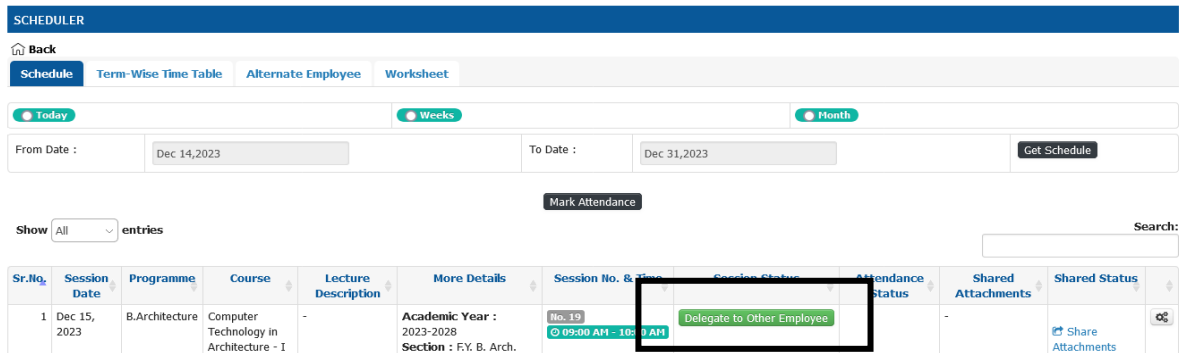 SCHEDULER
Back
Schedule Term-Wise Time Table Alternate Employee Worksheet
Today Weeks Month
From Date : Dec 14,2023 To Date : Dec 31,2023 Get Schedule
Mark Attendance
Show All entries Search:
Sr.No. Session Date Programme Course Lecture Description More Details Session No. & Time Session Status Attendance Status Shared Attachments Shared Status
1 Dec 15, 2023 B.Architecture Computer Technology in Architecture - I - Academic Year : 2023-2028 Section : F.Y. B. Arch. No. 19 09:00 AM - AM Delegate to Other Employee - Share Attachments